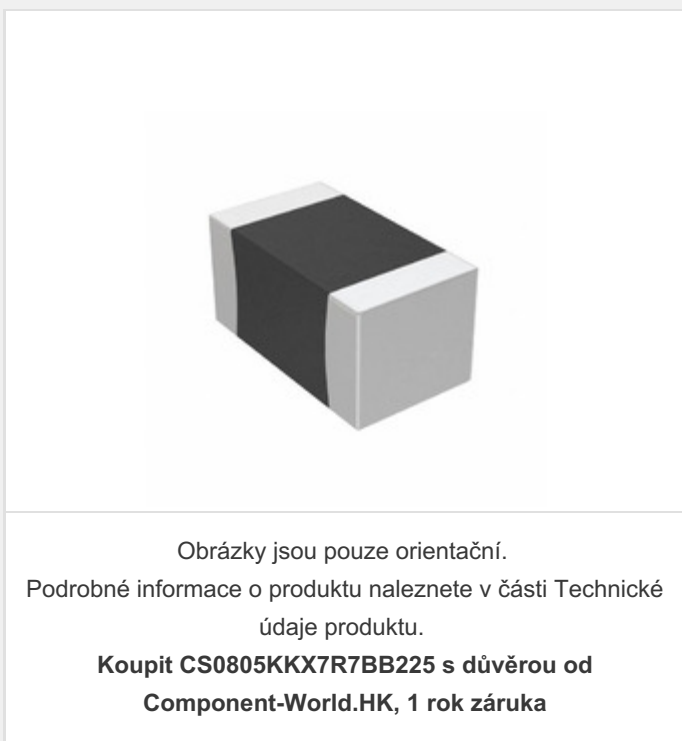 Obrázky jsou pouze orientační.
Podrobné informace o produktu naleznete v části Technické
údaje produktu.
Koupit CS0805KKX7R7BB225 s důvěrou od
Component-World.HK, 1 rok záruka